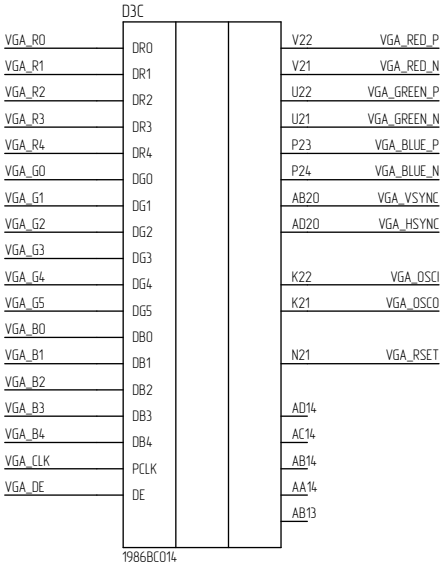 D3C
VGA_R0 DR0 V22 VGA_RED_P
VGA_R1 DR1 V21 VGA_RED_N
VGA_R2 DR2 U22 VGA_GREEN_P
VGA_R3 DR3 U21 VGA_GREEN_N
VGA_R4 DR4 P23 VGA_BLUE_P
VGA_G0 DG0 P24 VGA_BLUE_N
VGA_G1 DG1 AB20 VGA_VSYNC
VGA_G2 DG2 AD20 VGA_HSYNC
VGA_G3 DG3
VGA_G4 DG4 K22 VGA_OSCI
VGA_G5 DG5 K21 VGA_OSCO
VGA_B0 DB0
VGA_B1 DB1 N21 VGA_RSET
VGA_B2 DB2
VGA_B3 DB3 AD14
VGA_B4 DB4 AC14
VGA_CLK PCLK AB14
VGA_DE DE AA14
AB13
1986BC014